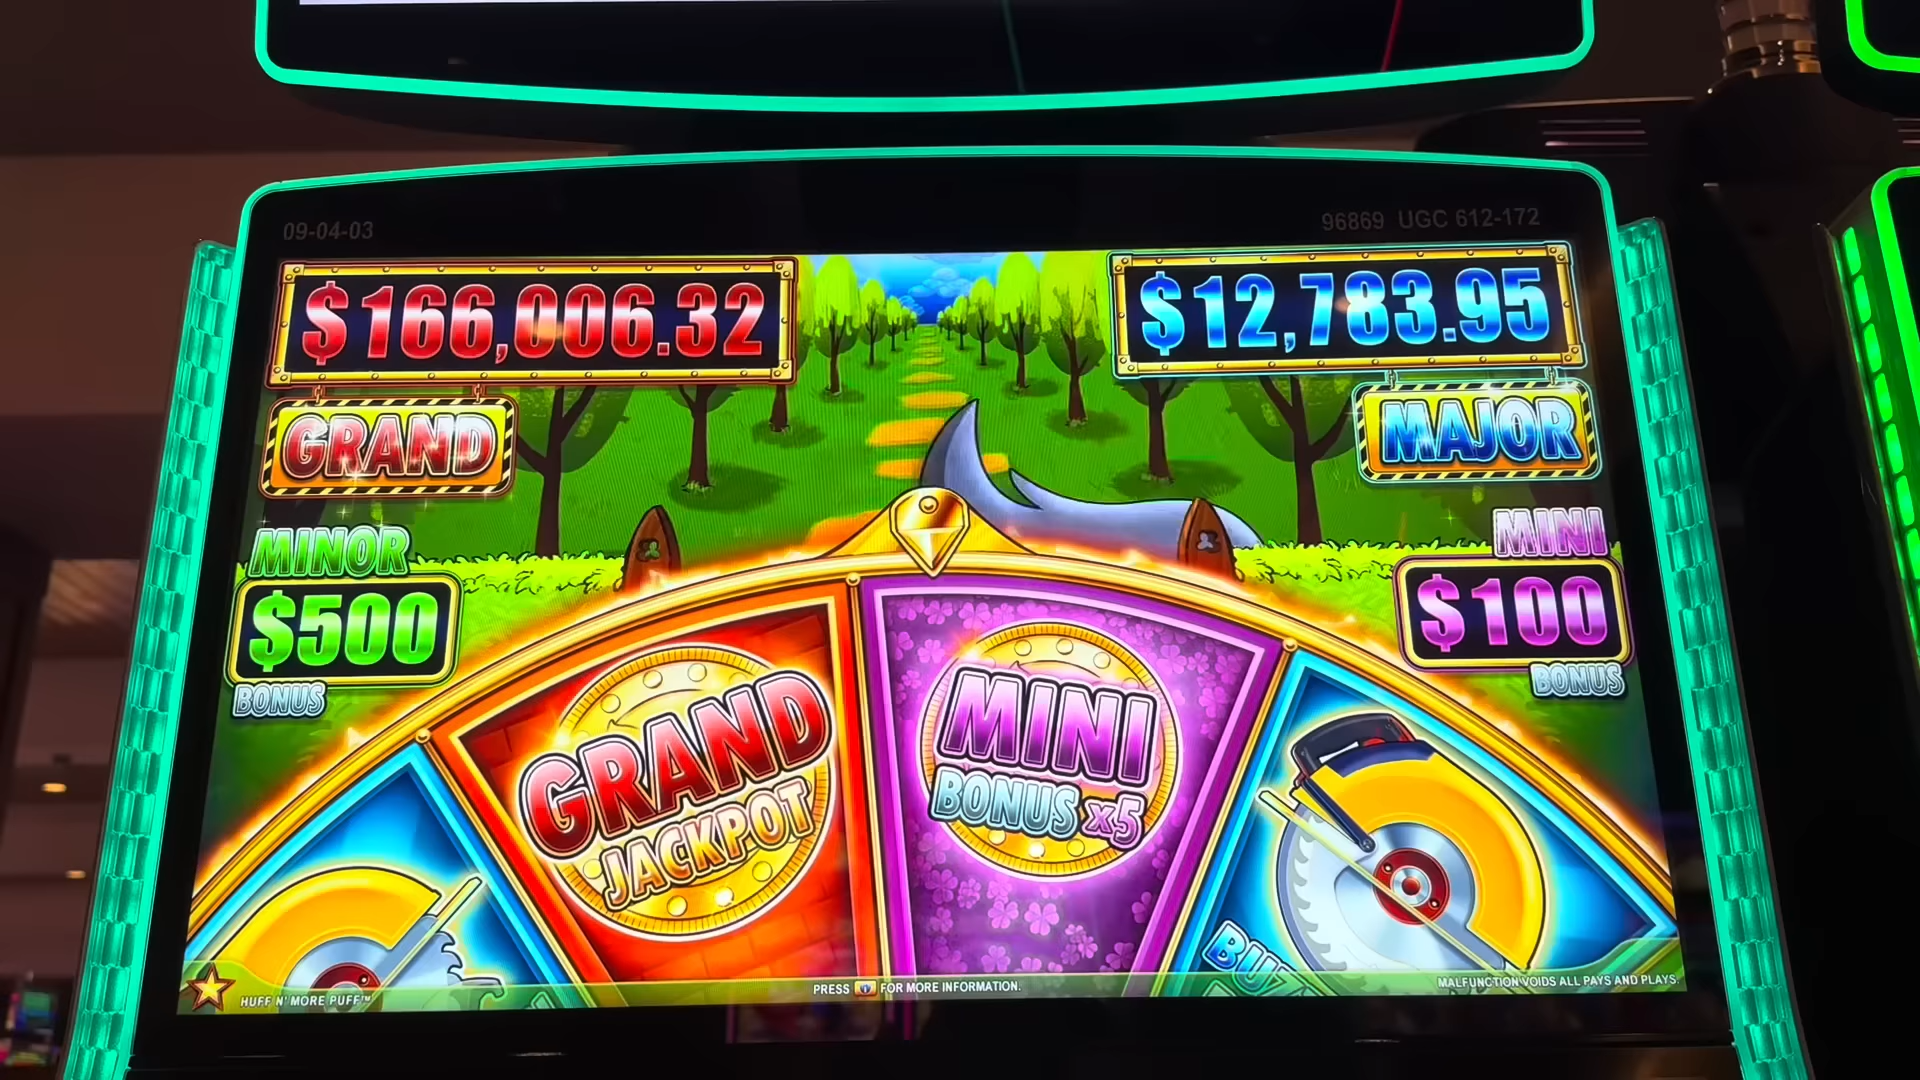 09-04-03
96869 UGC 612-172
$166,006.32
$12,783.95
GRAND
MAJOR
MINOR
$500
BONUS
MINI
$100
BONUS
GRAND
JACKPOT
MINI
BONUS x5
HUFF N' MORE PUFF™
PRESS FOR MORE INFORMATION.
MALFUNCTION VOIDS ALL PAYS AND PLAYS.